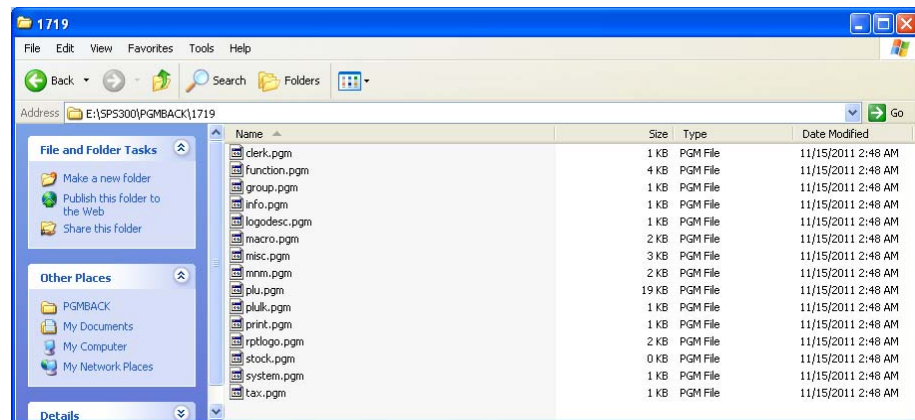 1719
File Edit View Favorites Tools Help
Back Search Folders
Address E:\SPS300\PGMBACK\1719 Go
File and Folder Tasks
Make a new folder
Publish this folder to
the Web
Share this folder
Other Places
PGMBACK
My Documents
My Computer
My Network Places
Details
Name Size Type Date Modified
clerk.pgm 1 KB PGM File 11/15/2011 2:48 AM
function.pgm 4 KB PGM File 11/15/2011 2:48 AM
group.pgm 1 KB PGM File 11/15/2011 2:48 AM
info.pgm 1 KB PGM File 11/15/2011 2:48 AM
logodesc.pgm 1 KB PGM File 11/15/2011 2:48 AM
macro.pgm 2 KB PGM File 11/15/2011 2:48 AM
misc.pgm 3 KB PGM File 11/15/2011 2:48 AM
mnm.pgm 2 KB PGM File 11/15/2011 2:48 AM
plu.pgm 19 KB PGM File 11/15/2011 2:48 AM
plulk.pgm 1 KB PGM File 11/15/2011 2:48 AM
print.pgm 1 KB PGM File 11/15/2011 2:48 AM
rptlogo.pgm 2 KB PGM File 11/15/2011 2:48 AM
stock.pgm 0 KB PGM File 11/15/2011 2:48 AM
system.pgm 1 KB PGM File 11/15/2011 2:48 AM
tax.pgm 1 KB PGM File 11/15/2011 2:48 AM